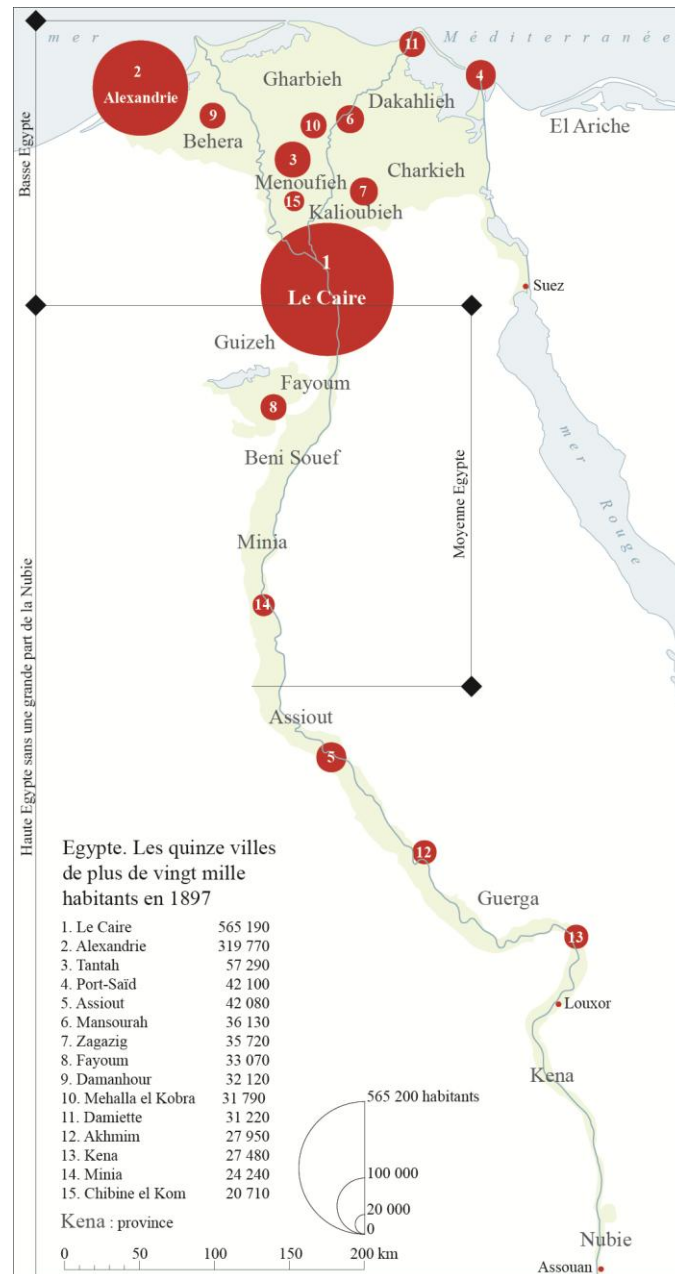 mer Méditerranée
11
2
Alexandrie
4
Gharbieh
Dakahlieh
9
10
6
El Ariche
Behera
3
Charkieh
Menoufieh
7
15
Kalioubieh
Basse Egypte
1
Le Caire
Suez
Guizeh
Fayoum
8
Beni Souef
mer Rouge
Moyenne Egypte
Minia
14
Haute Egypte sans une grande part de la Nubie
Assiout
5
12
Guerga
13
Louxor
Kena
Nubie
Assouan
Egypte. Les quinze villes
de plus de vingt mille
habitants en 1897
1. Le Caire 565 190
2. Alexandrie 319 770
3. Tantah 57 290
4. Port-Saïd 42 100
5. Assiout 42 080
6. Mansourah 36 130
7. Zagazig 35 720
8. Fayoum 33 070
9. Damanhour 32 120
10. Mehalla el Kobra 31 790
11. Damiette 31 220
12. Akhmim 27 950
13. Kena 27 480
14. Minia 24 240
15. Chibine el Kom 20 710
Kena : province
565 200 habitants
100 000
20 000
0
0 50 100 150 200 km